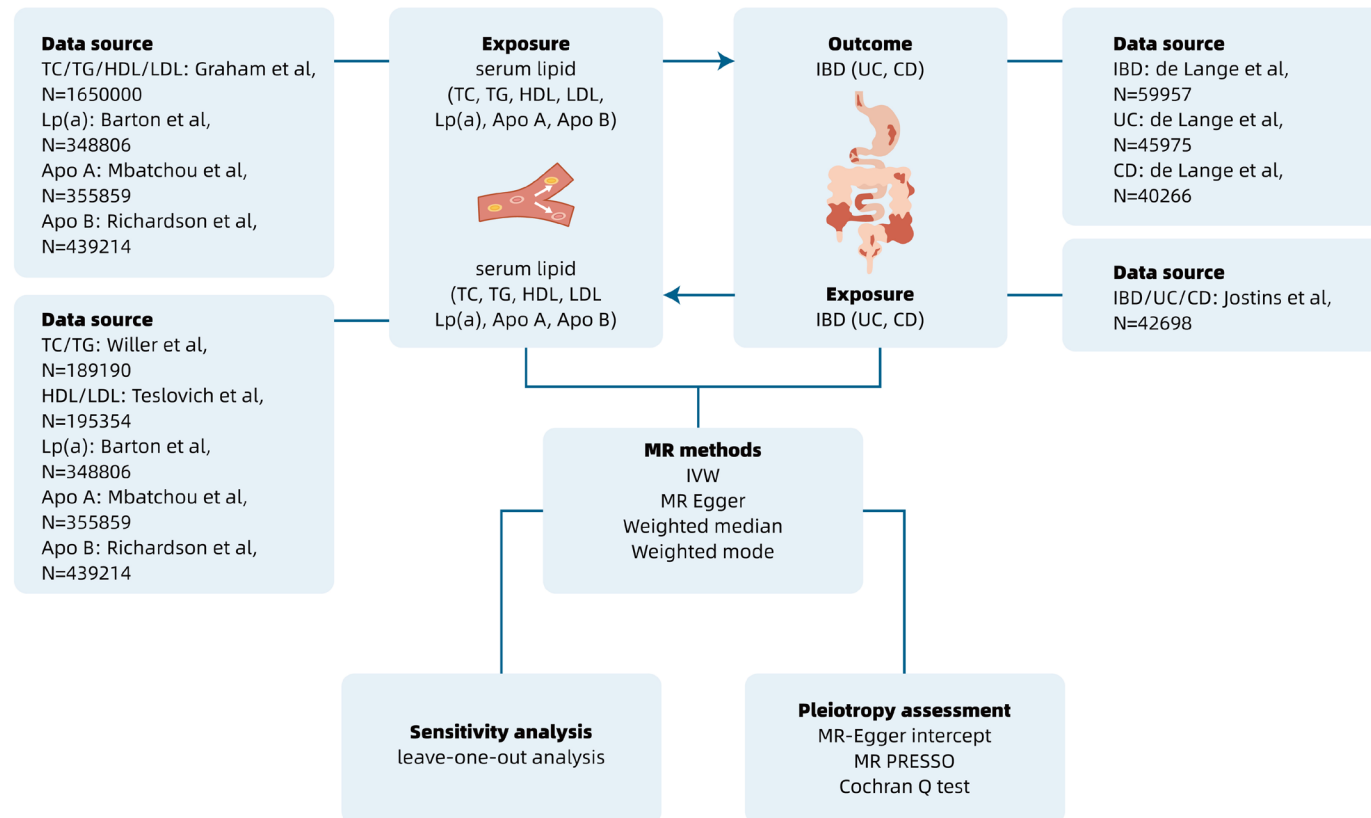 Data source
TC/TG/HDL/LDL: Graham et al,
N=1650000
Lp(a): Barton et al,
N=348806
Apo A: Mbatchou et al,
N=355859
Apo B: Richardson et al,
N=439214
Exposure
serum lipid
(TC, TG, HDL, LDL,
Lp(a), Apo A, Apo B)
Outcome
IBD (UC, CD)
Data source
IBD: de Lange et al,
N=59957
UC: de Lange et al,
N=45975
CD: de Lange et al,
N=40266
Data source
TC/TG: Willer et al,
N=189190
HDL/LDL: Teslovich et al,
N=195354
Lp(a): Barton et al,
N=348806
Apo A: Mbatchou et al,
N=355859
Apo B: Richardson et al,
N=439214
serum lipid
(TC, TG, HDL, LDL
Lp(a), Apo A, Apo B)
Exposure
IBD (UC, CD)
Data source
IBD/UC/CD: Jostins et al,
N=42698
MR methods
IVW
MR Egger
Weighted median
Weighted mode
Sensitivity analysis
leave-one-out analysis
Pleiotropy assessment
MR-Egger intercept
MR PRESSO
Cochran Q test